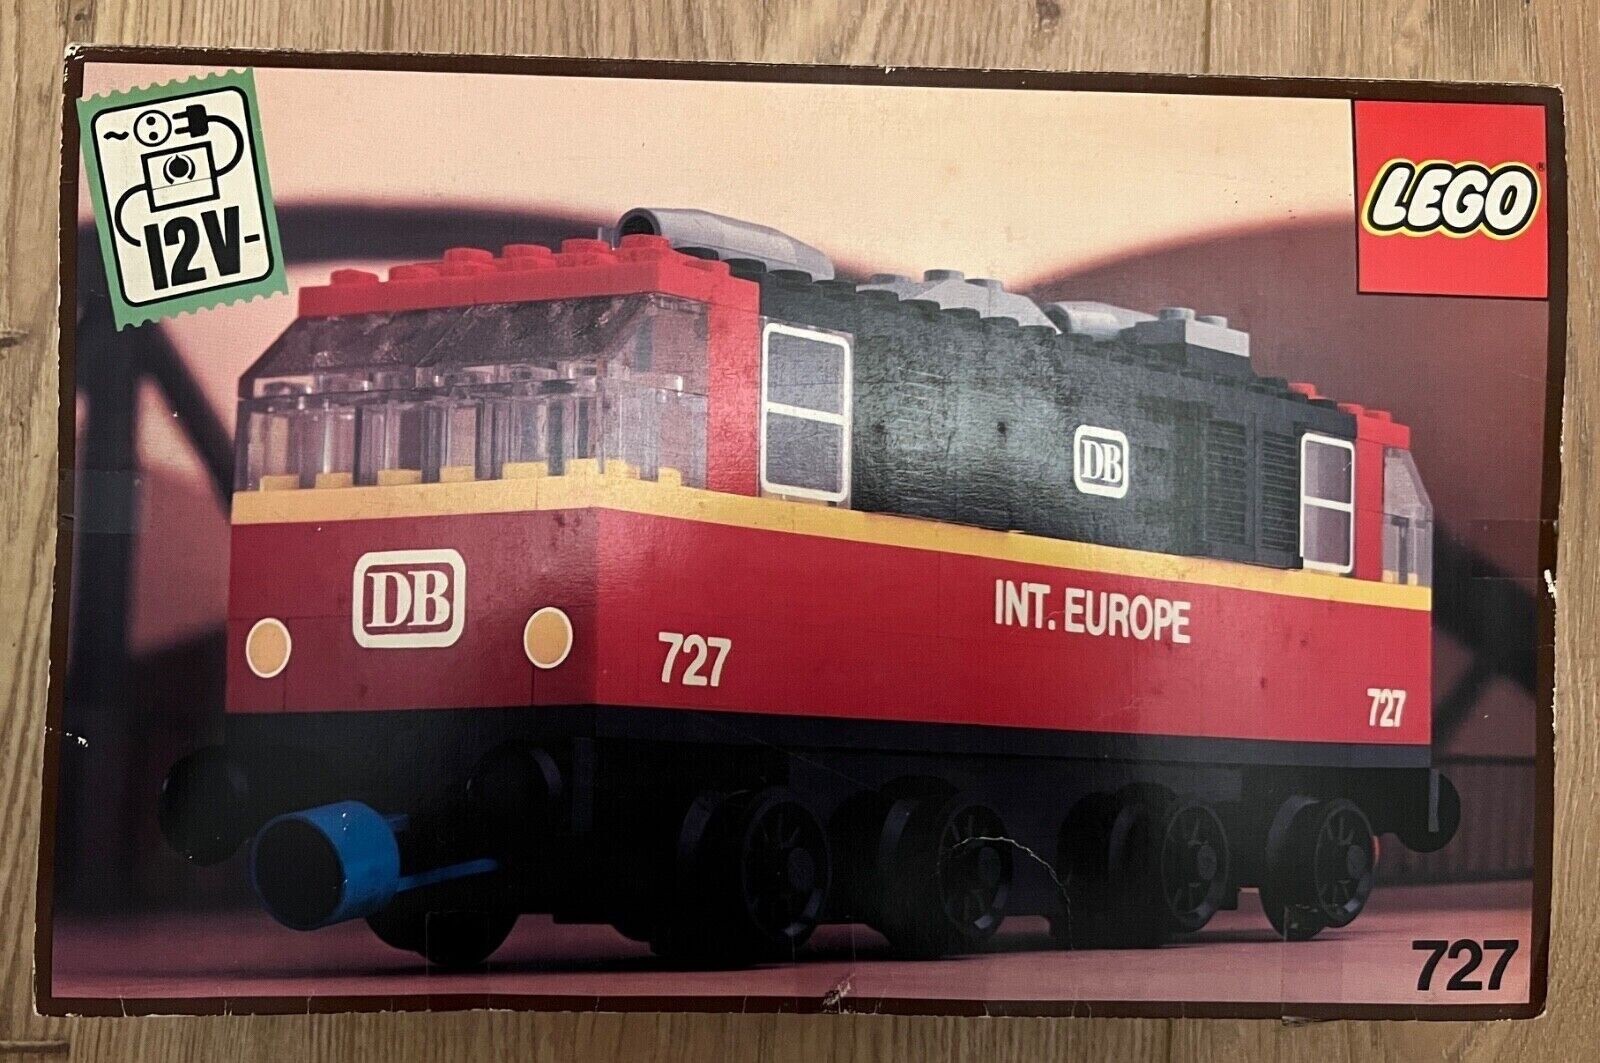 ~
12V-
LEGO®
DB
INT. EUROPE
DB
727
727
727